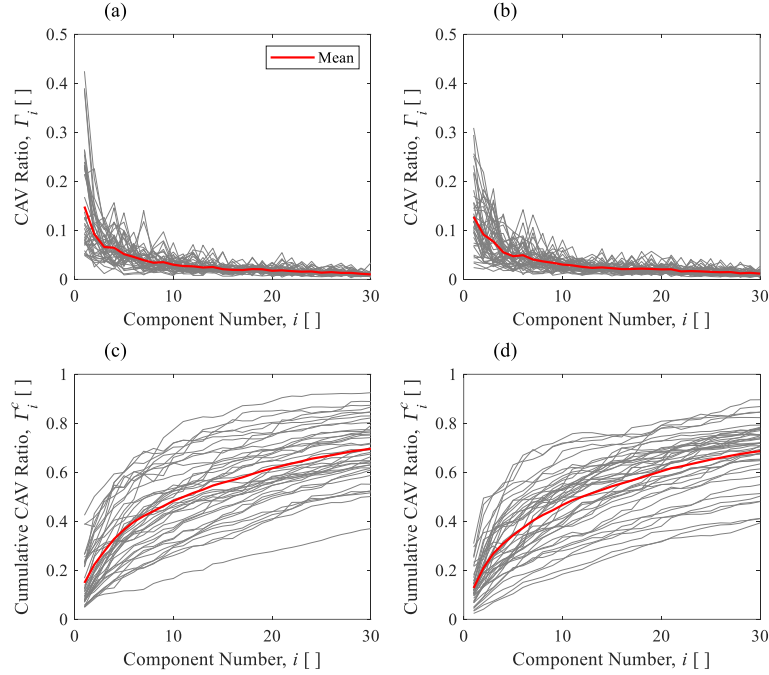 (a)
CAV Ratio, Γi [ ]
0.5
0.4
0.3
0.2
0.1
0
Mean
0 10 20 30
Component Number, i [ ]
(b)
CAV Ratio, Γi [ ]
0.5
0.4
0.3
0.2
0.1
0
0 10 20 30
Component Number, i [ ]
(c)
Cumulative CAV Ratio, Γic [ ]
1
0.8
0.6
0.4
0.2
0
0 10 20 30
Component Number, i [ ]
(d)
Cumulative CAV Ratio, Γic [ ]
1
0.8
0.6
0.4
0.2
0
0 10 20 30
Component Number, i [ ]